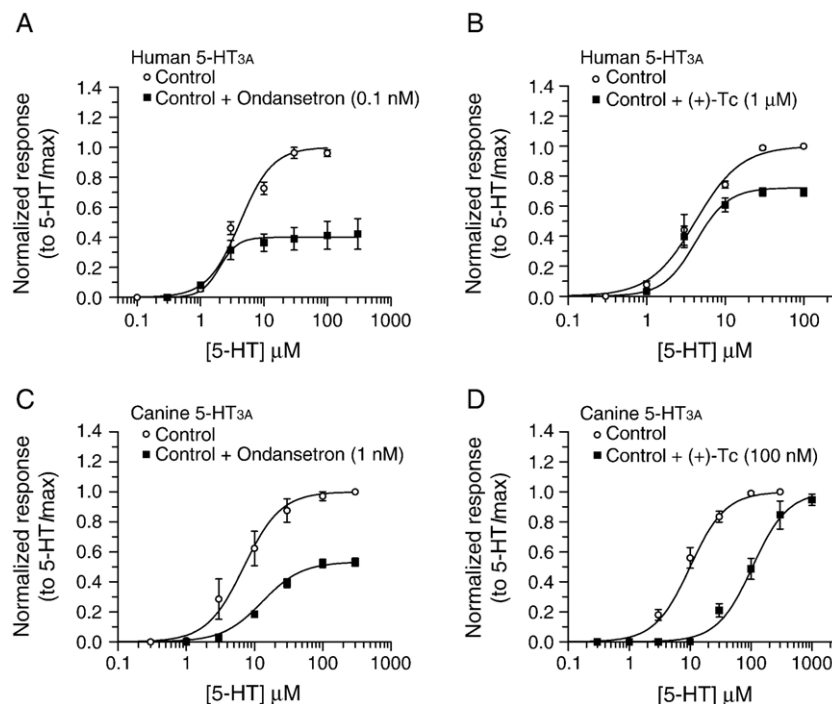 A
Human 5-HT3A
Control
Control + Ondansetron (0.1 nM)
Normalized response
(to 5-HT/max)
1.4
1.2
1.0
0.8
0.6
0.4
0.2
0.0
0.1 1 10 100 1000
[5-HT] μM
B
Human 5-HT3A
Control
Control + (+)-Tc (1 μM)
Normalized response
(to 5-HT/max)
1.4
1.2
1.0
0.8
0.6
0.4
0.2
0.0
0.1 1 10 100
[5-HT] μM
C
Canine 5-HT3A
Control
Control + Ondansetron (1 nM)
Normalized response
(to 5-HT/max)
1.4
1.2
1.0
0.8
0.6
0.4
0.2
0.0
0.1 1 10 100 1000
[5-HT] μM
D
Canine 5-HT3A
Control
Control + (+)-Tc (100 nM)
Normalized response
(to 5-HT/max)
1.4
1.2
1.0
0.8
0.6
0.4
0.2
0.0
0.1 1 10 100 1000
[5-HT] μM